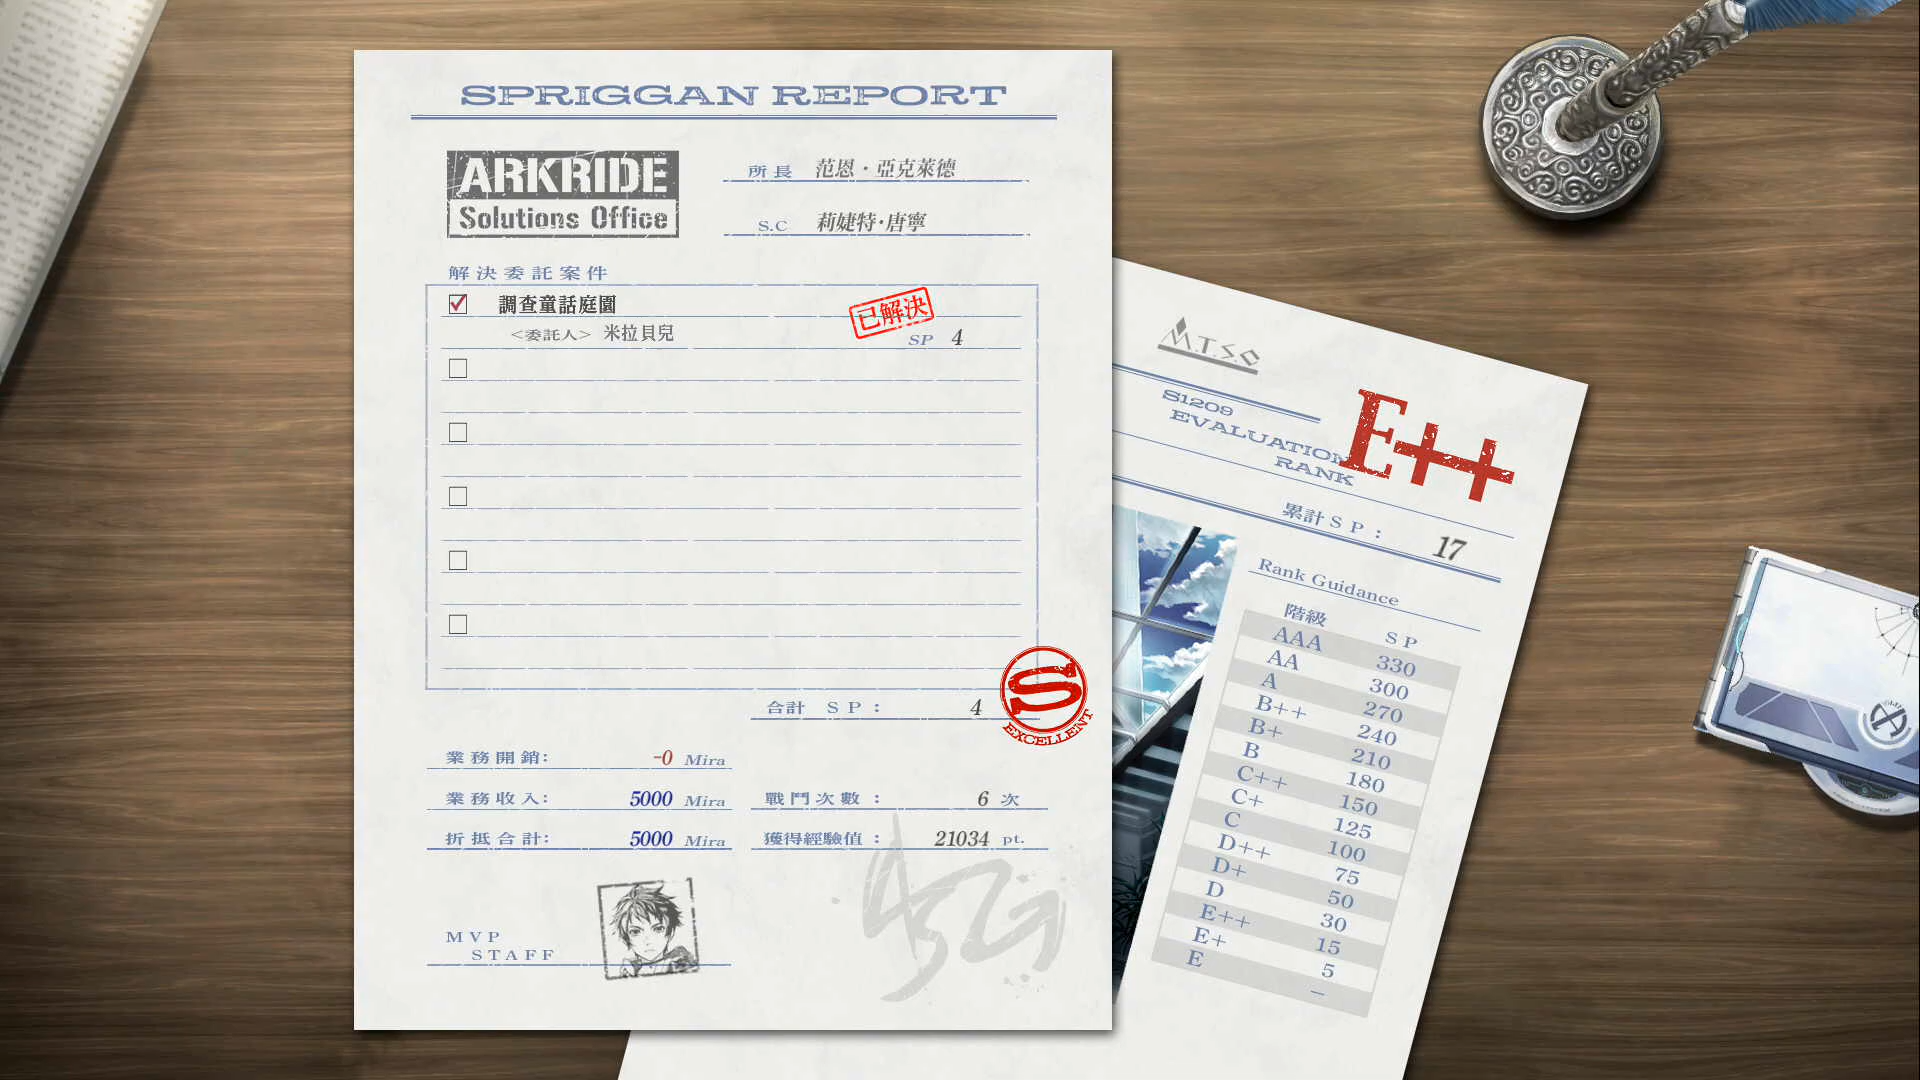 SPRIGGAN REPORT
ARKRIDE
Solutions Office
所長 范恩·亞克萊德
S.C 莉婕特·唐寧
解決委託案件
調查童話庭園
已解決
<委託人> 米拉貝兒
SP 4
合計 SP: 4
S
EXCELLENT
業務開銷: -0 Mira
業務收入: 5000 Mira
戰鬥次數: 6 次
折抵合計: 5000 Mira
獲得經驗值: 21034 pt.
MVP
STAFF
M.T.S.O
S1209
EVALUATION
RANK
E++
累計SP: 17
Rank Guidance
階級 SP
AAA 330
AA 300
A 270
B++ 240
B+ 210
B 180
C++ 150
C+ 125
C 100
D++ 75
D+ 50
D 30
E++ 15
E+ 5
E –